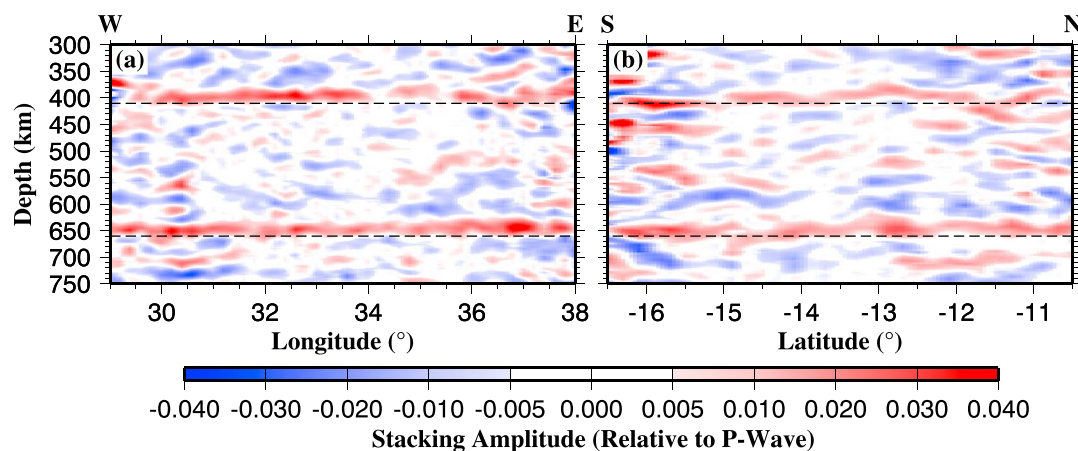 W E S N
(a) (b)
300
350
400
450
500
550
600
650
700
750
Depth (km)
30 32 34 36 38 -16 -15 -14 -13 -12 -11
Longitude (°) Latitude (°)
-0.040 -0.030 -0.020 -0.010 -0.005 0.000 0.005 0.010 0.020 0.030 0.040
Stacking Amplitude (Relative to P-Wave)